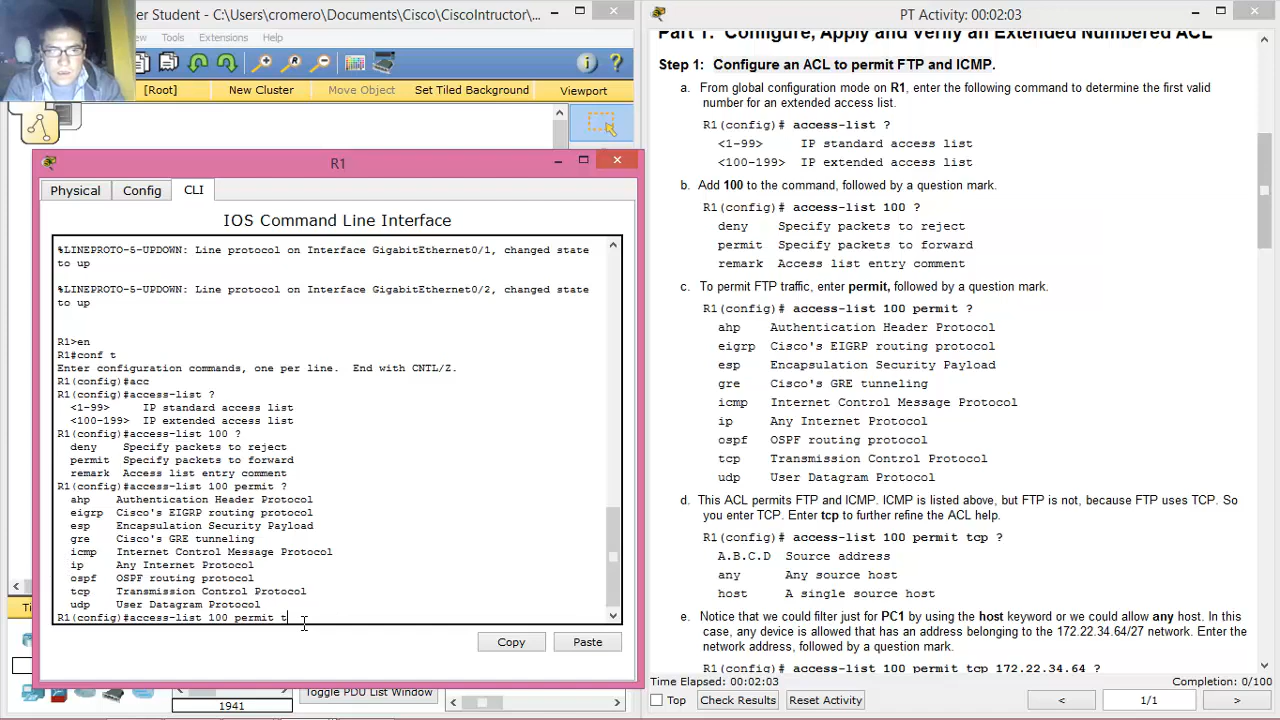 er Student - C:\Users\cromero\Documents\Cisco\CiscoIntructor\...
Tools Extensions Help
[Root] New Cluster Move Object Set Tiled Background Viewport
R1
Physical Config CLI
IOS Command Line Interface
%LINEPROTO-5-UPDOWN: Line protocol on Interface GigabitEthernet0/1, changed state
to up
%LINEPROTO-5-UPDOWN: Line protocol on Interface GigabitEthernet0/2, changed state
to up
R1>en
R1#conf t
Enter configuration commands, one per line. End with CNTL/Z.
R1(config)#acc
R1(config)#access-list ?
<1-99> IP standard access list
<100-199> IP extended access list
R1(config)#access-list 100 ?
deny Specify packets to reject
permit Specify packets to forward
remark Access list entry comment
R1(config)#access-list 100 permit ?
ahp Authentication Header Protocol
eigrp Cisco's EIGRP routing protocol
esp Encapsulation Security Payload
gre Cisco's GRE tunneling
icmp Internet Control Message Protocol
ip Any Internet Protocol
ospf OSPF routing protocol
tcp Transmission Control Protocol
udp User Datagram Protocol
R1(config)#access-list 100 permit t
Copy Paste
Ti
1941
Toggle PDU List Window
PT Activity: 00:02:03
Part 1: Configure, Apply and Verify an Extended Numbered ACL
Step 1: Configure an ACL to permit FTP and ICMP.
a. From global configuration mode on R1, enter the following command to determine the first valid
number for an extended access list.
R1(config)# access-list ?
<1-99> IP standard access list
<100-199> IP extended access list
b. Add 100 to the command, followed by a question mark.
R1(config)# access-list 100 ?
deny Specify packets to reject
permit Specify packets to forward
remark Access list entry comment
c. To permit FTP traffic, enter permit, followed by a question mark.
R1(config)# access-list 100 permit ?
ahp Authentication Header Protocol
eigrp Cisco's EIGRP routing protocol
esp Encapsulation Security Payload
gre Cisco's GRE tunneling
icmp Internet Control Message Protocol
ip Any Internet Protocol
ospf OSPF routing protocol
tcp Transmission Control Protocol
udp User Datagram Protocol
d. This ACL permits FTP and ICMP. ICMP is listed above, but FTP is not, because FTP uses TCP. So
you enter TCP. Enter tcp to further refine the ACL help.
R1(config)# access-list 100 permit tcp ?
A.B.C.D Source address
any Any source host
host A single source host
e. Notice that we could filter just for PC1 by using the host keyword or we could allow any host. In this
case, any device is allowed that has an address belonging to the 172.22.34.64/27 network. Enter the
network address, followed by a question mark.
R1(config)# access-list 100 permit tcp 172.22.34.64 ?
Time Elapsed: 00:02:03 Completion: 0/100
Top Check Results Reset Activity < 1/1 >